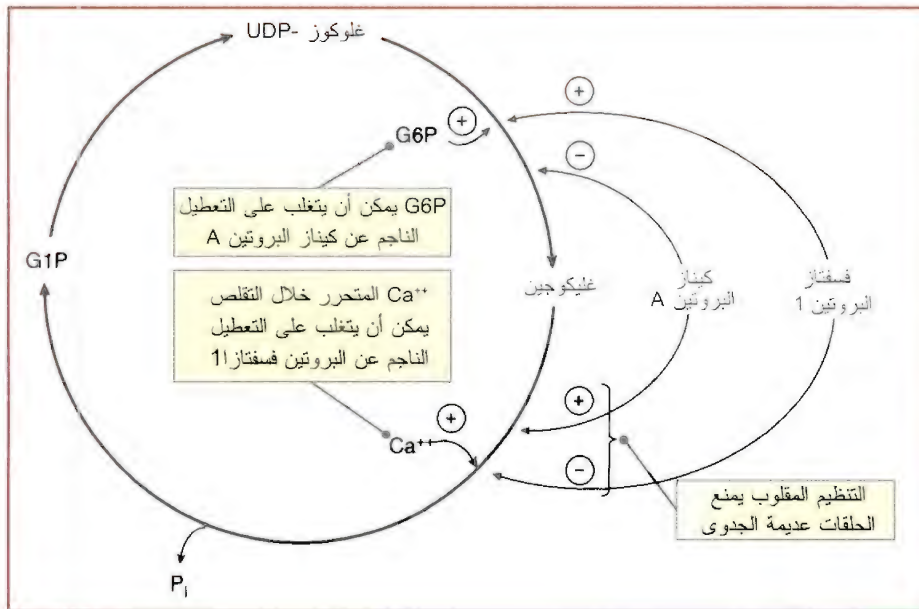 UDP- غلوكوز
+
G6P
+
−
G6P يمكن أن يتغلب على التعطيل
الناجم عن كيناز البروتين A
G1P
Ca⁺⁺ المتحرر خلال التقلص
يمكن أن يتغلب على التعطيل
الناجم عن البروتين فسفتاز1
غليكوجين
كيناز
البروتين A
فسفتاز
البروتين 1
+
+
Ca⁺⁺
−
التنظيم المقلوب يمنع
الحلقات عديمة الجدوى
Pᵢ